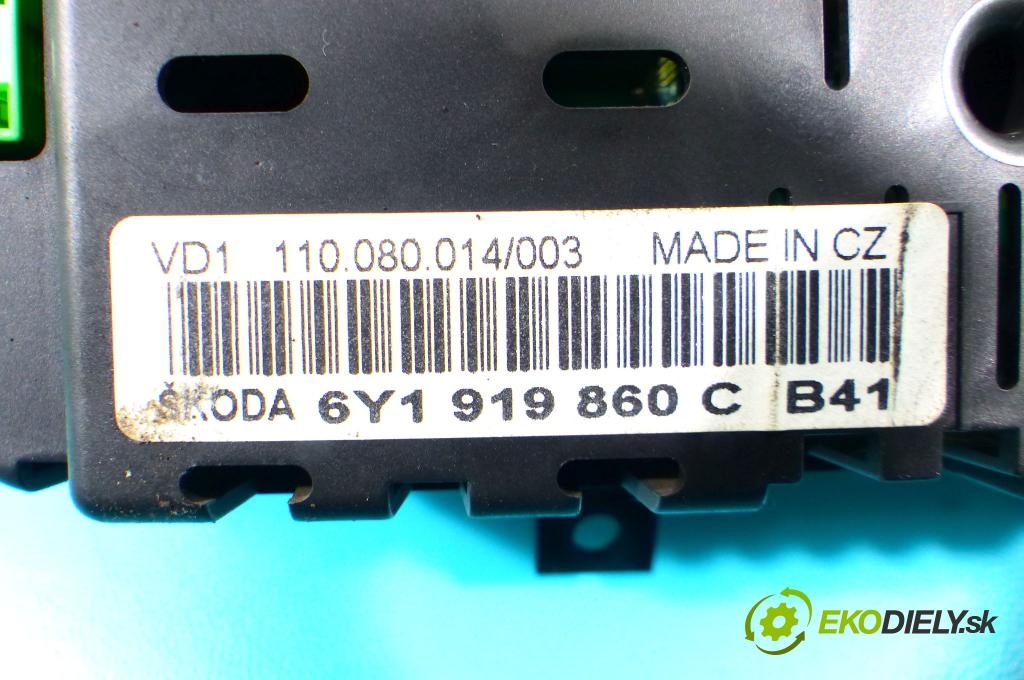 VD1 110.080.014/003 MADE IN CZ
ŠKODA 6Y1 919 860 C B41
EKODIELY.sk